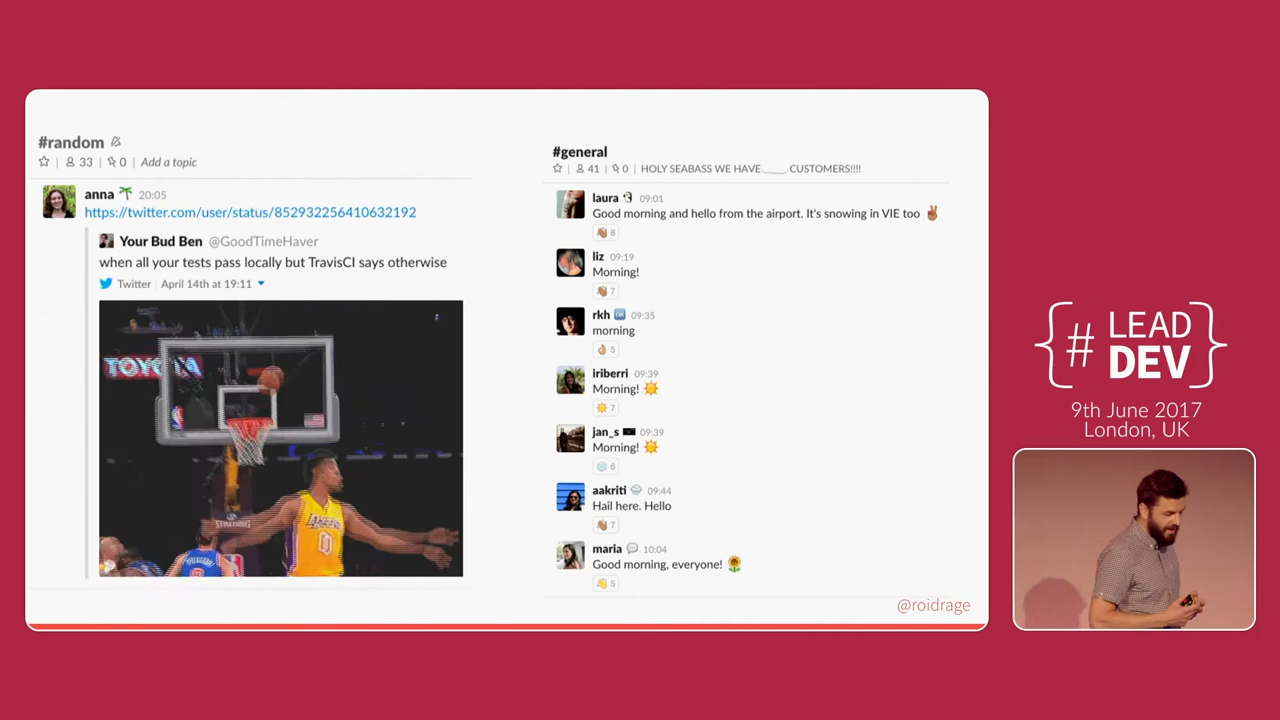 #random
33 | 0 | Add a topic
anna 20:05
https://twitter.com/user/status/852932256410632192
Your Bud Ben @GoodTimeHaver
when all your tests pass locally but TravisCI says otherwise
Twitter | April 14th at 19:11
TOYOTA
SPALDING
LAKERS
0
#general
41 | 0 | HOLY SEABASS WE HAVE CUSTOMERS!!!!
laura 09:01
Good morning and hello from the airport. It's snowing in VIE too
8
liz 09:19
Morning!
7
rkh OK 09:35
morning
5
iriberri 09:39
Morning!
7
jan_s 09:39
Morning!
6
aakriti 09:44
Hail here. Hello
7
maria 10:04
Good morning, everyone!
5
@roidrage
{# LEAD
DEV}
9th June 2017
London, UK